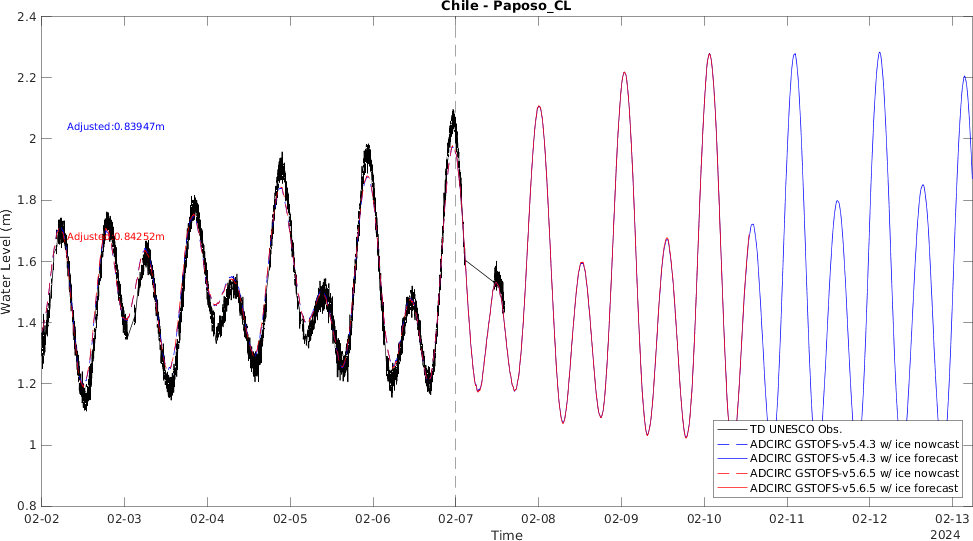 Chile - Paposo_CL
2.4
2.2
2
1.8
1.6
1.4
1.2
1
0.8
Water Level (m)
Adjusted:0.83947m
Adjusted:0.84252m
TD UNESCO Obs.
ADCIRC GSTOFS-v5.4.3 w/ ice nowcast
ADCIRC GSTOFS-v5.4.3 w/ ice forecast
ADCIRC GSTOFS-v5.6.5 w/ ice nowcast
ADCIRC GSTOFS-v5.6.5 w/ ice forecast
02-02 02-03 02-04 02-05 02-06 02-07 02-08 02-09 02-10 02-11 02-12 02-13
Time
2024